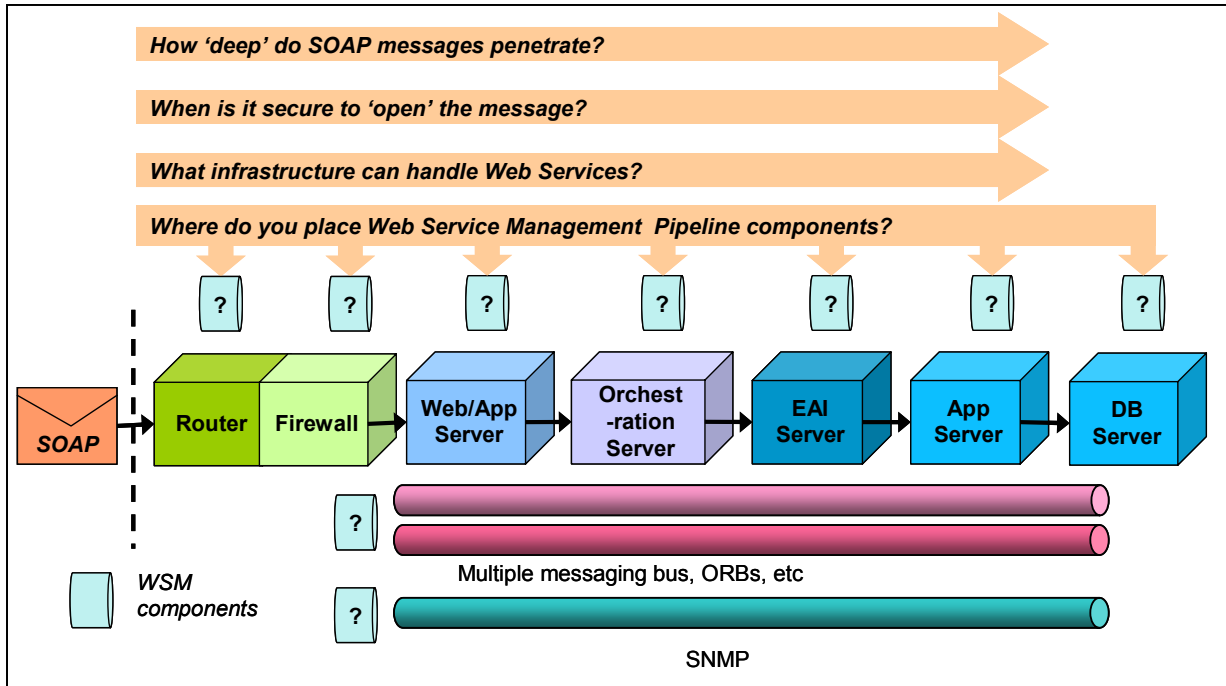 How ‘deep’ do SOAP messages penetrate?
When is it secure to ‘open’ the message?
What infrastructure can handle Web Services?
Where do you place Web Service Management Pipeline components?
? ? ? ? ? ? ?
SOAP
Router
Firewall
Web/App
Server
Orchest
-ration
Server
EAI
Server
App
Server
DB
Server
?
Multiple messaging bus, ORBs, etc
WSM
components
?
SNMP